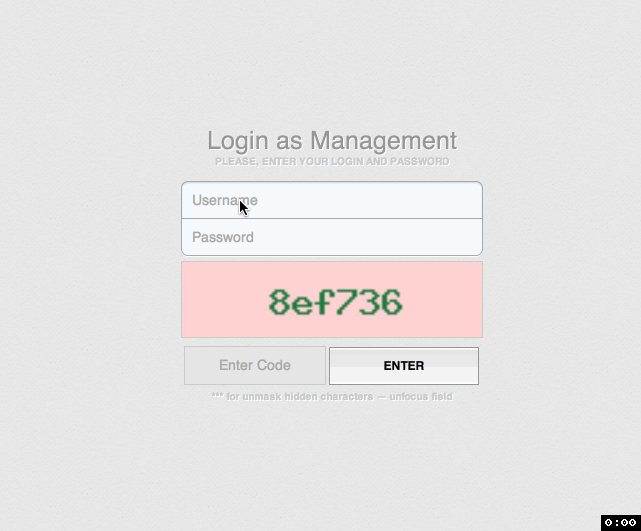 Login as Management
PLEASE, ENTER YOUR LOGIN AND PASSWORD
Username
Password
8ef736
Enter Code
ENTER
*** for unmask hidden characters — unfocus field
0:00